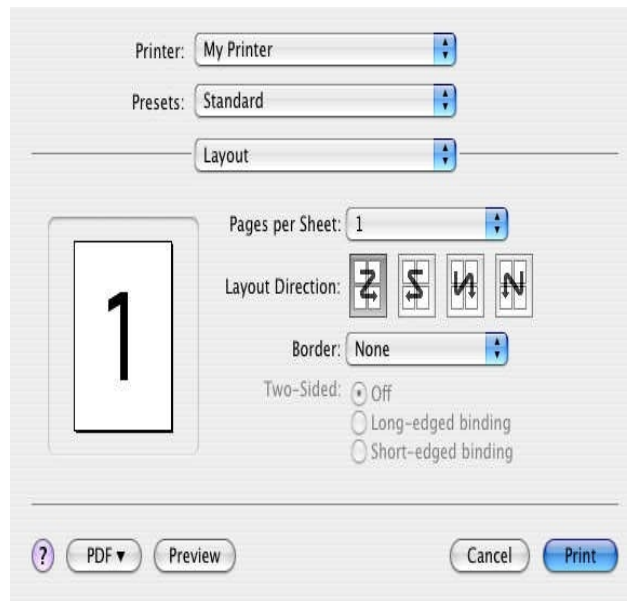 Printer: My Printer
Presets: Standard
Layout
Pages per Sheet: 1
1
Layout Direction:
Border: None
Two-Sided: Off
Long-edged binding
Short-edged binding
? PDF ▼ Preview Cancel Print